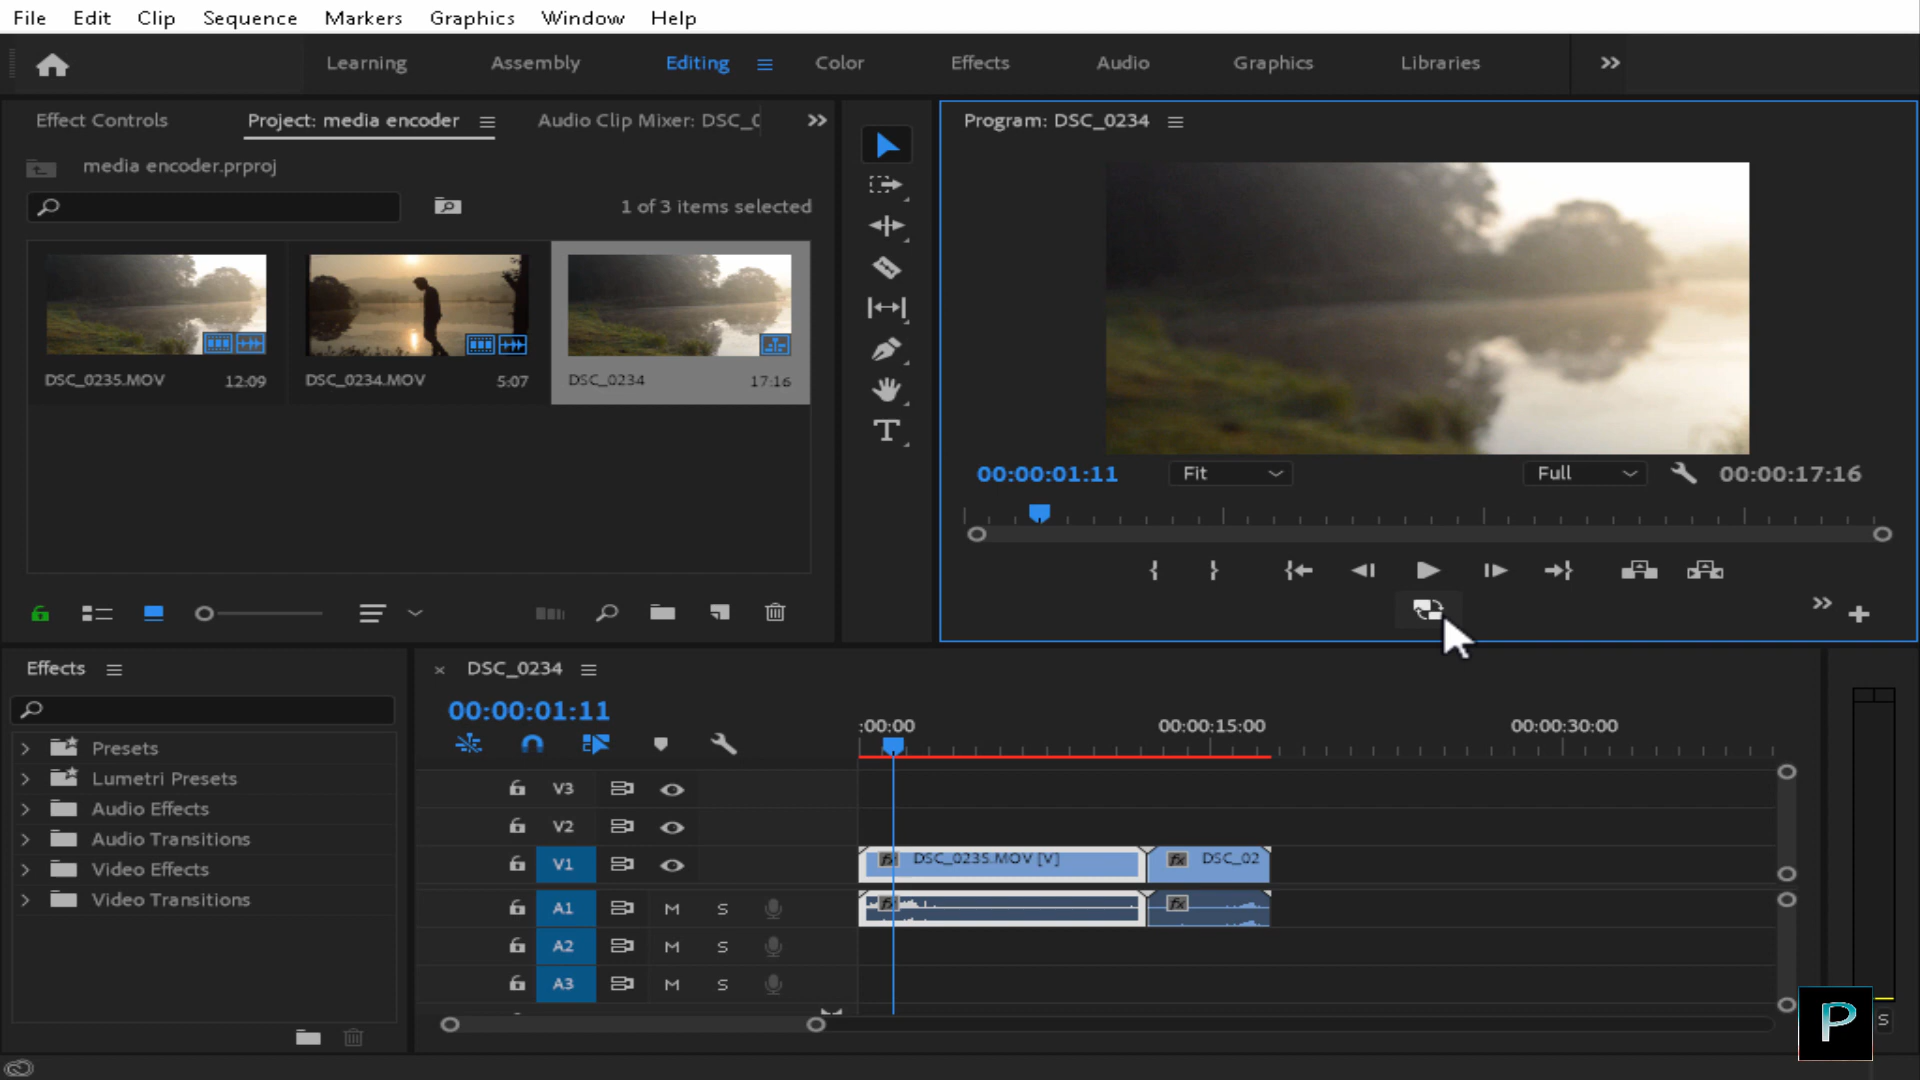 File Edit Clip Sequence Markers Graphics Window Help
Learning Assembly Editing Color Effects Audio Graphics Libraries
Effect Controls Project: media encoder Audio Clip Mixer: DSC_0
media encoder.prproj
1 of 3 items selected
DSC_0235.MOV 12:09 DSC_0234.MOV 5:07 DSC_0234 17:16
T
Program: DSC_0234
00:00:01:11 Fit Full 00:00:17:16
Effects
Presets
Lumetri Presets
Audio Effects
Audio Transitions
Video Effects
Video Transitions
DSC_0234
00:00:01:11
:00:00 00:00:15:00 00:00:30:00
V3
V2
V1 fx DSC_0235.MOV [V] fx DSC_02
A1 M S fx fx
A2 M S
A3 M S
P S